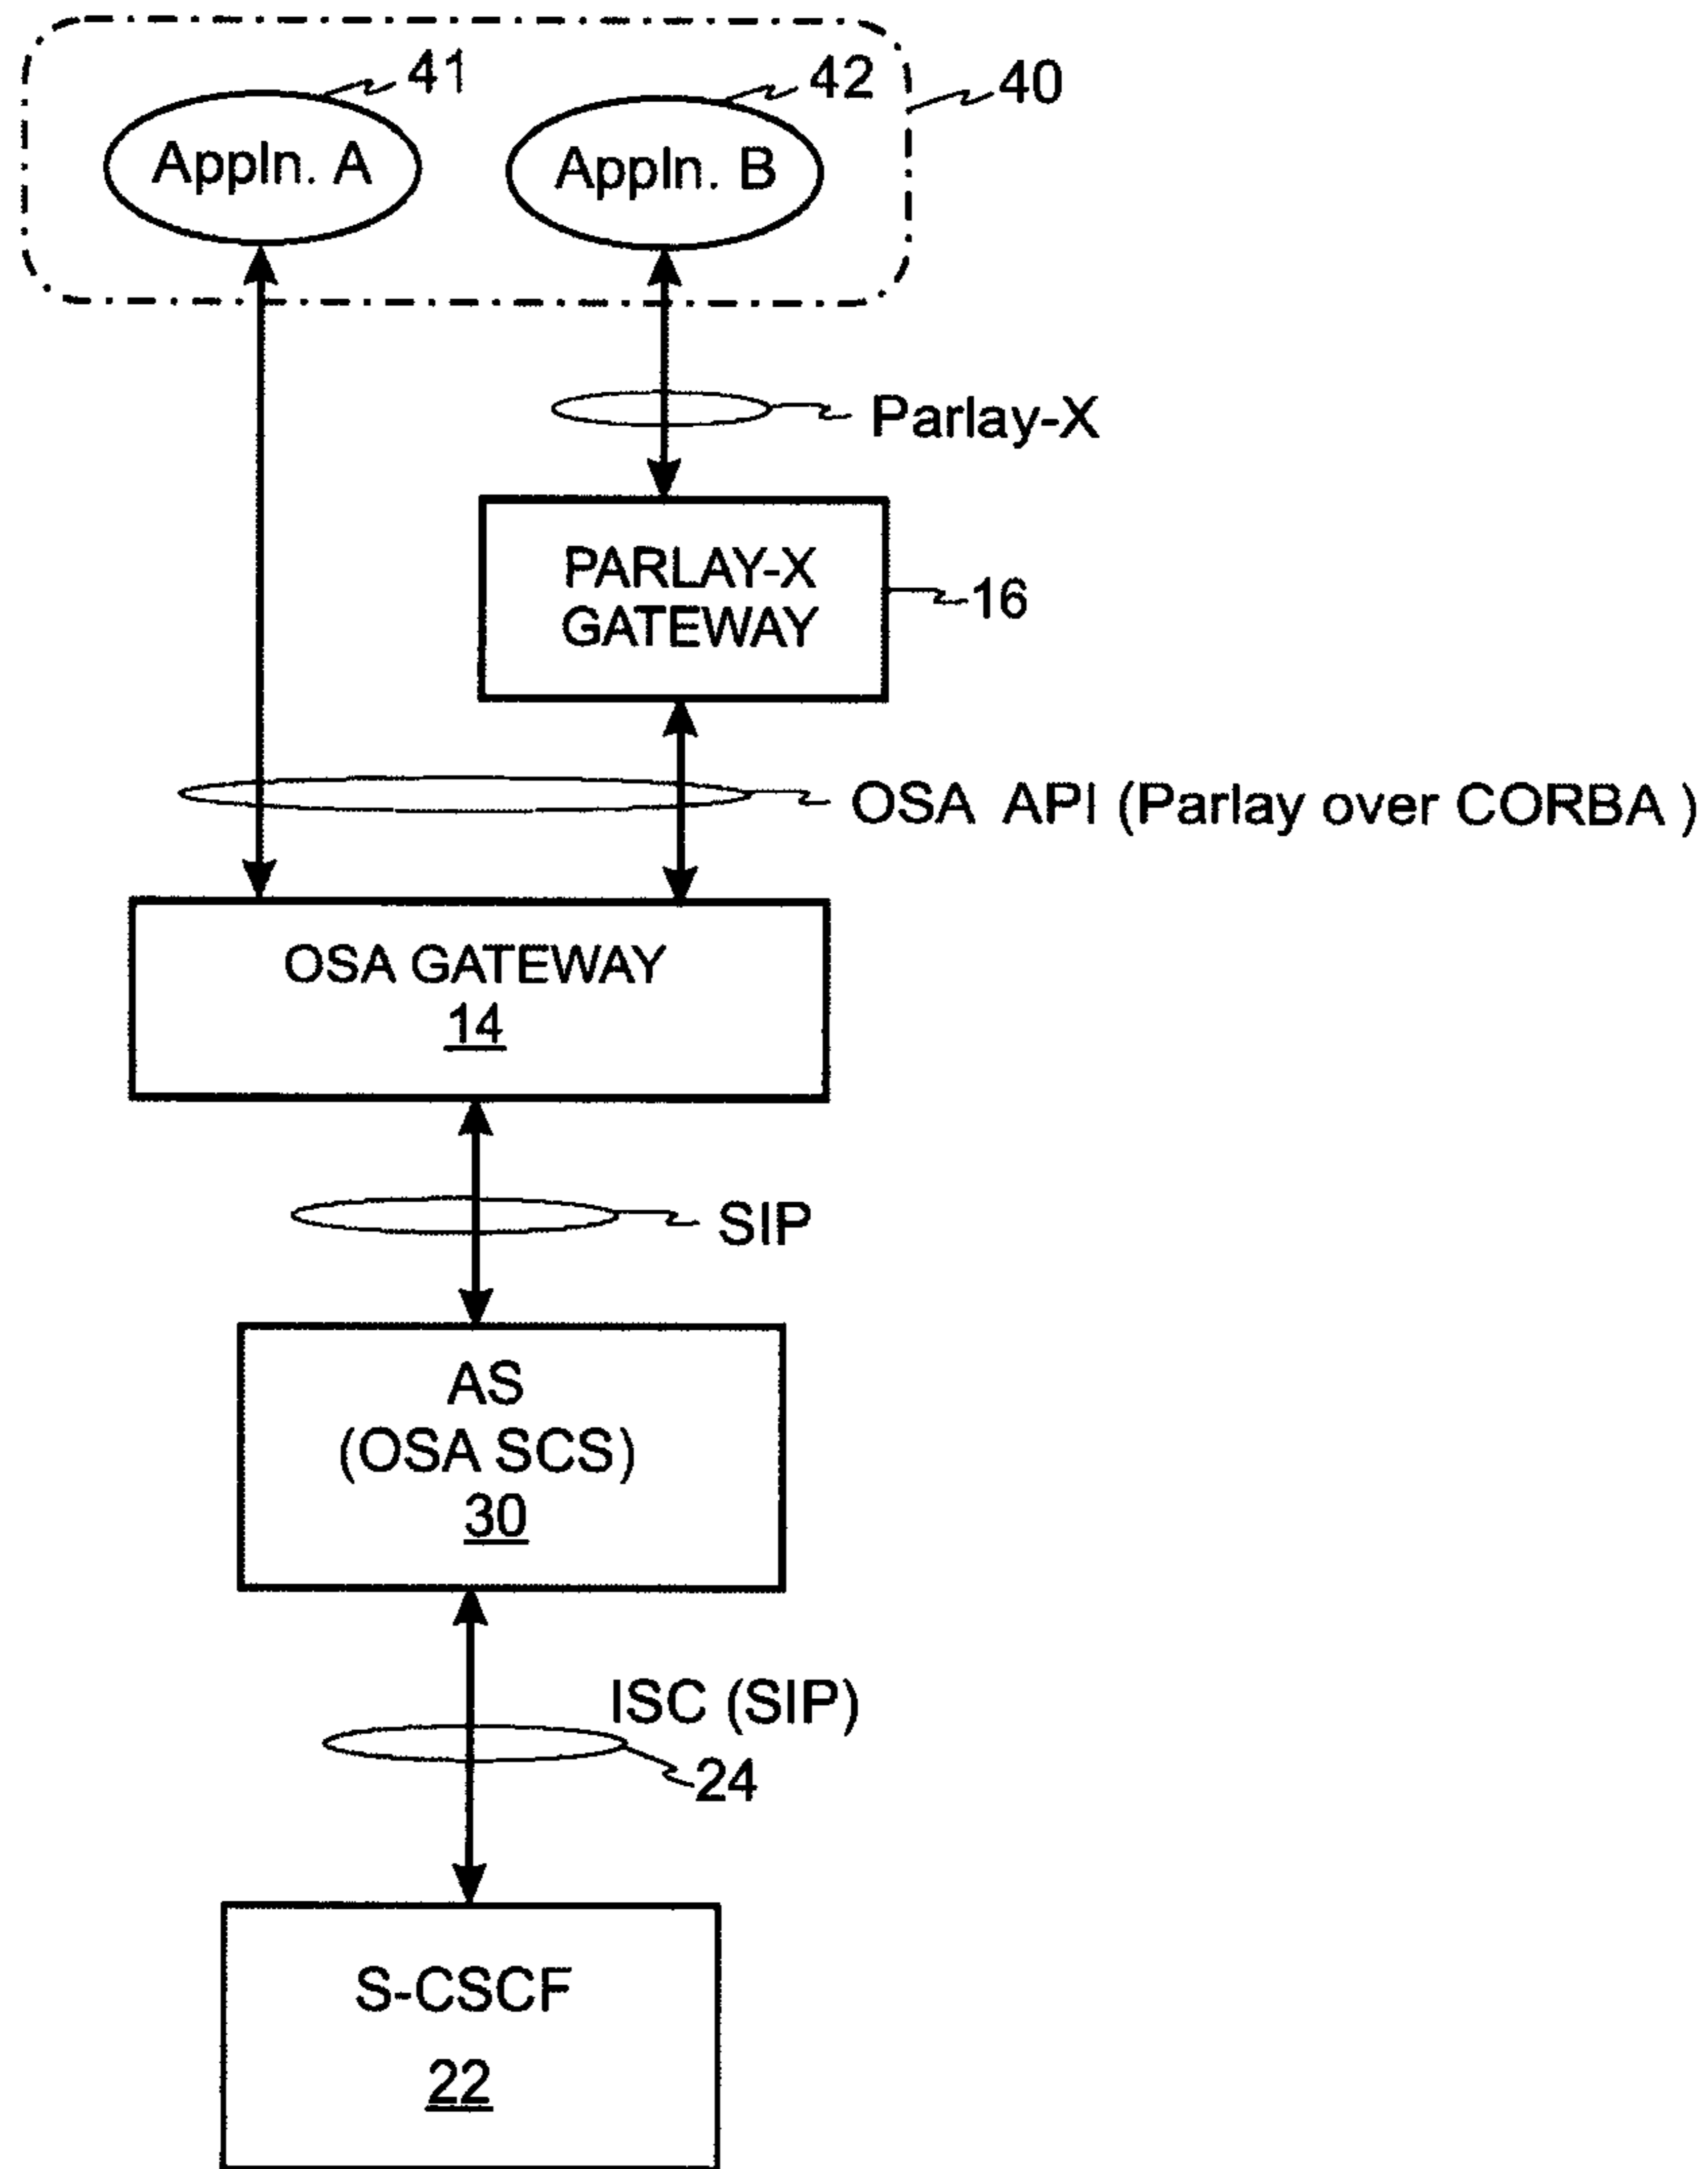 41
42
40
Appln. A
Appln. B
Parlay-X
PARLAY-X
GATEWAY
16
OSA API (Parlay over CORBA )
OSA GATEWAY
14
SIP
AS
(OSA SCS)
30
ISC (SIP)
24
S-CSCF
22